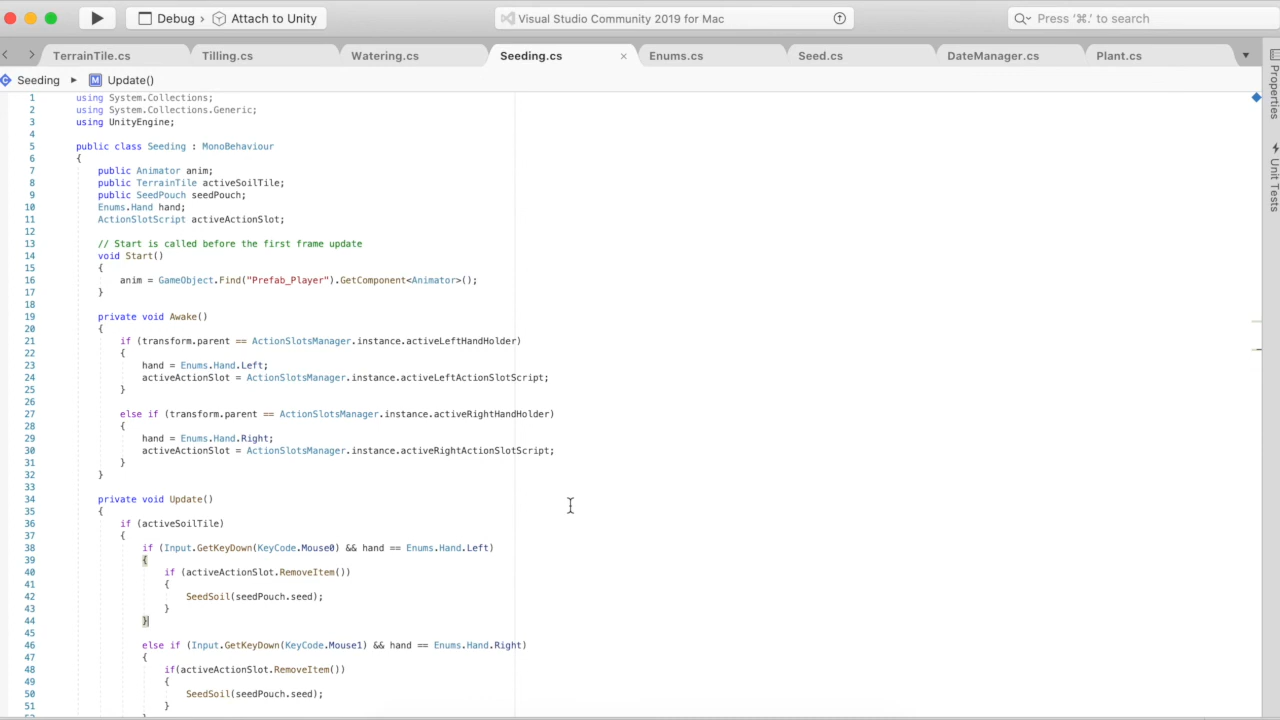 Debug › Attach to Unity
Visual Studio Community 2019 for Mac
Press '⌘.' to search
TerrainTile.cs
Tilling.cs
Watering.cs
Seeding.cs ×
Enums.cs
Seed.cs
DateManager.cs
Plant.cs
Seeding ▸ M Update()
Properties
Unit Tests
1 using System.Collections;
2 using System.Collections.Generic;
3 using UnityEngine;
4
5 public class Seeding : MonoBehaviour
6 {
7 public Animator anim;
8 public TerrainTile activeSoilTile;
9 public SeedPouch seedPouch;
10 Enums.Hand hand;
11 ActionSlotScript activeActionSlot;
12
13 // Start is called before the first frame update
14 void Start()
15 {
16 anim = GameObject.Find("Prefab_Player").GetComponent<Animator>();
17 }
18
19 private void Awake()
20 {
21 if (transform.parent == ActionSlotsManager.instance.activeLeftHandHolder)
22 {
23 hand = Enums.Hand.Left;
24 activeActionSlot = ActionSlotsManager.instance.activeLeftActionSlotScript;
25 }
26
27 else if (transform.parent == ActionSlotsManager.instance.activeRightHandHolder)
28 {
29 hand = Enums.Hand.Right;
30 activeActionSlot = ActionSlotsManager.instance.activeRightActionSlotScript;
31 }
32 }
33
34 private void Update()
35 {
36 if (activeSoilTile)
37 {
38 if (Input.GetKeyDown(KeyCode.Mouse0) && hand == Enums.Hand.Left)
39 {
40 if (activeActionSlot.RemoveItem())
41 {
42 SeedSoil(seedPouch.seed);
43 }
44 }
45
46 else if (Input.GetKeyDown(KeyCode.Mouse1) && hand == Enums.Hand.Right)
47 {
48 if(activeActionSlot.RemoveItem())
49 {
50 SeedSoil(seedPouch.seed);
51 }
52 }